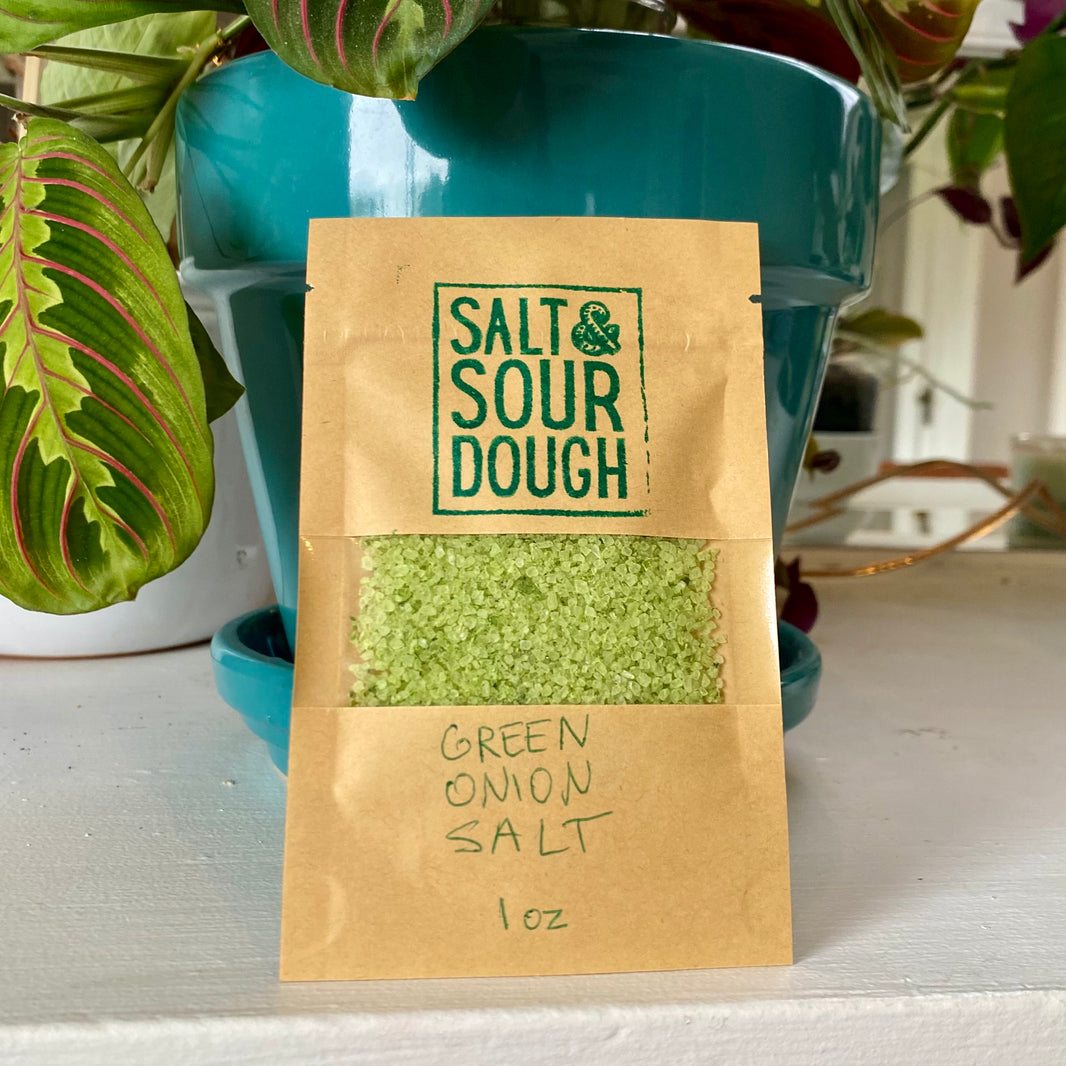 SALT &
SOUR
DOUGH
GREEN
ONION
SALT
1 oz